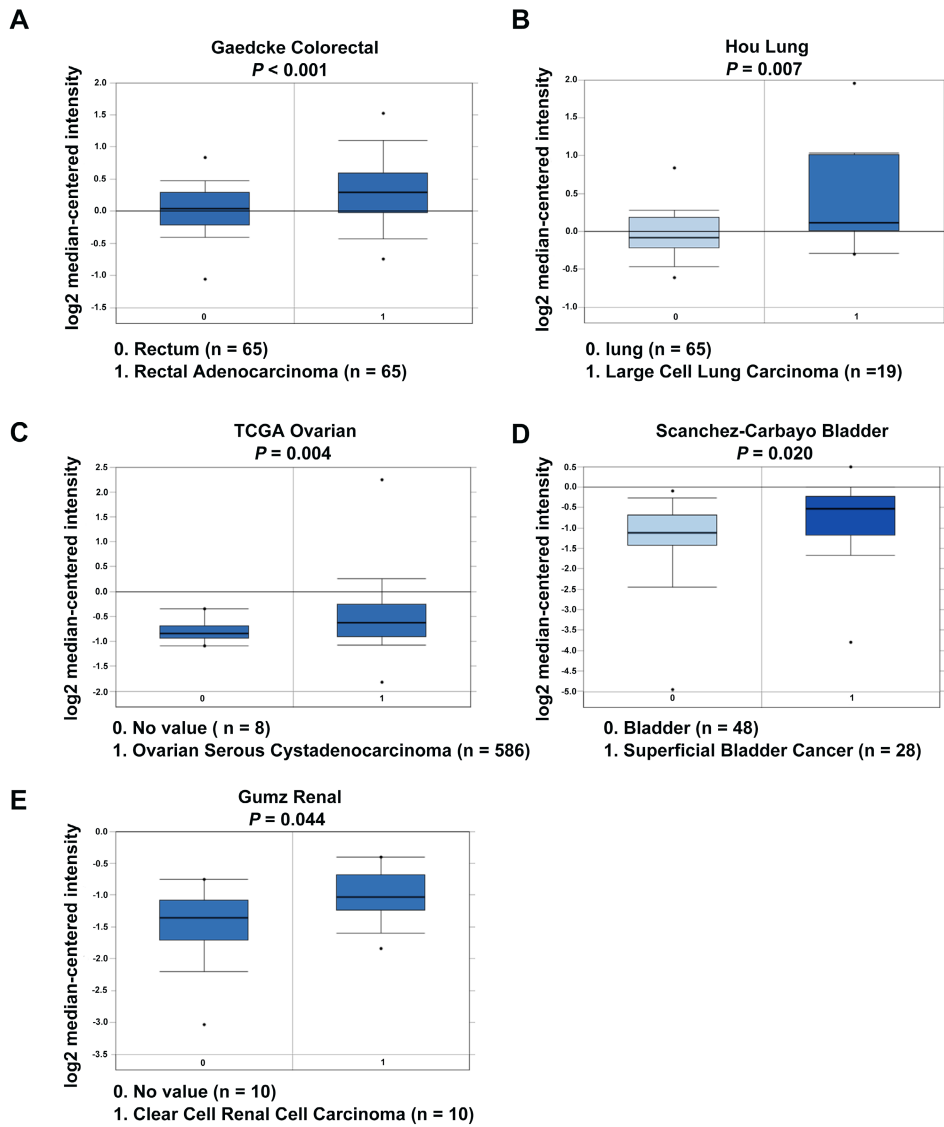 A
Gaedcke Colorectal
P < 0.001
log2 median-centered intensity
2.0
1.5
1.0
0.5
0.0
-0.5
-1.0
-1.5
0 1
0. Rectum (n = 65)
1. Rectal Adenocarcinoma (n = 65)
B
Hou Lung
P = 0.007
log2 median-centered intensity
2.0
1.0
0.5
0.0
-0.5
-1.0
0 1
0. lung (n = 65)
1. Large Cell Lung Carcinoma (n =19)
C
TCGA Ovarian
P = 0.004
log2 median-centered intensity
2.5
2.0
1.5
1.0
0.5
0.0
-0.5
-1.0
-1.5
-2.0
0 1
0. No value ( n = 8)
1. Ovarian Serous Cystadenocarcinoma (n = 586)
D
Scanchez-Carbayo Bladder
P = 0.020
log2 median-centered intensity
0.5
0.0
-0.5
-1.0
-1.5
-2.0
-2.5
-3.0
-3.5
-4.0
-4.5
-5.0
0 1
0. Bladder (n = 48)
1. Superficial Bladder Cancer (n = 28)
E
Gumz Renal
P = 0.044
log2 median-centered intensity
0.0
-0.5
-1.0
-1.5
-2.0
-2.5
-3.0
-3.5
0 1
0. No value (n = 10)
1. Clear Cell Renal Cell Carcinoma (n = 10)